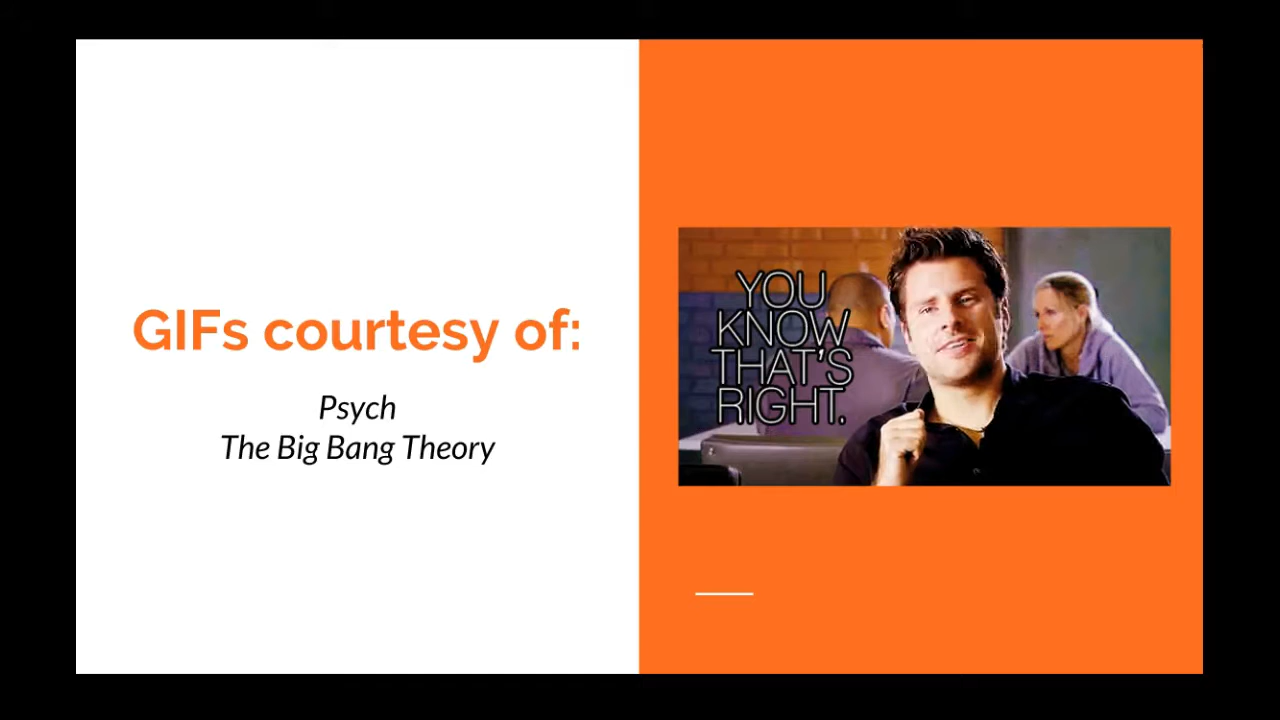 GIFs courtesy of:
Psych
The Big Bang Theory
YOU
KNOW
THAT'S
RIGHT.